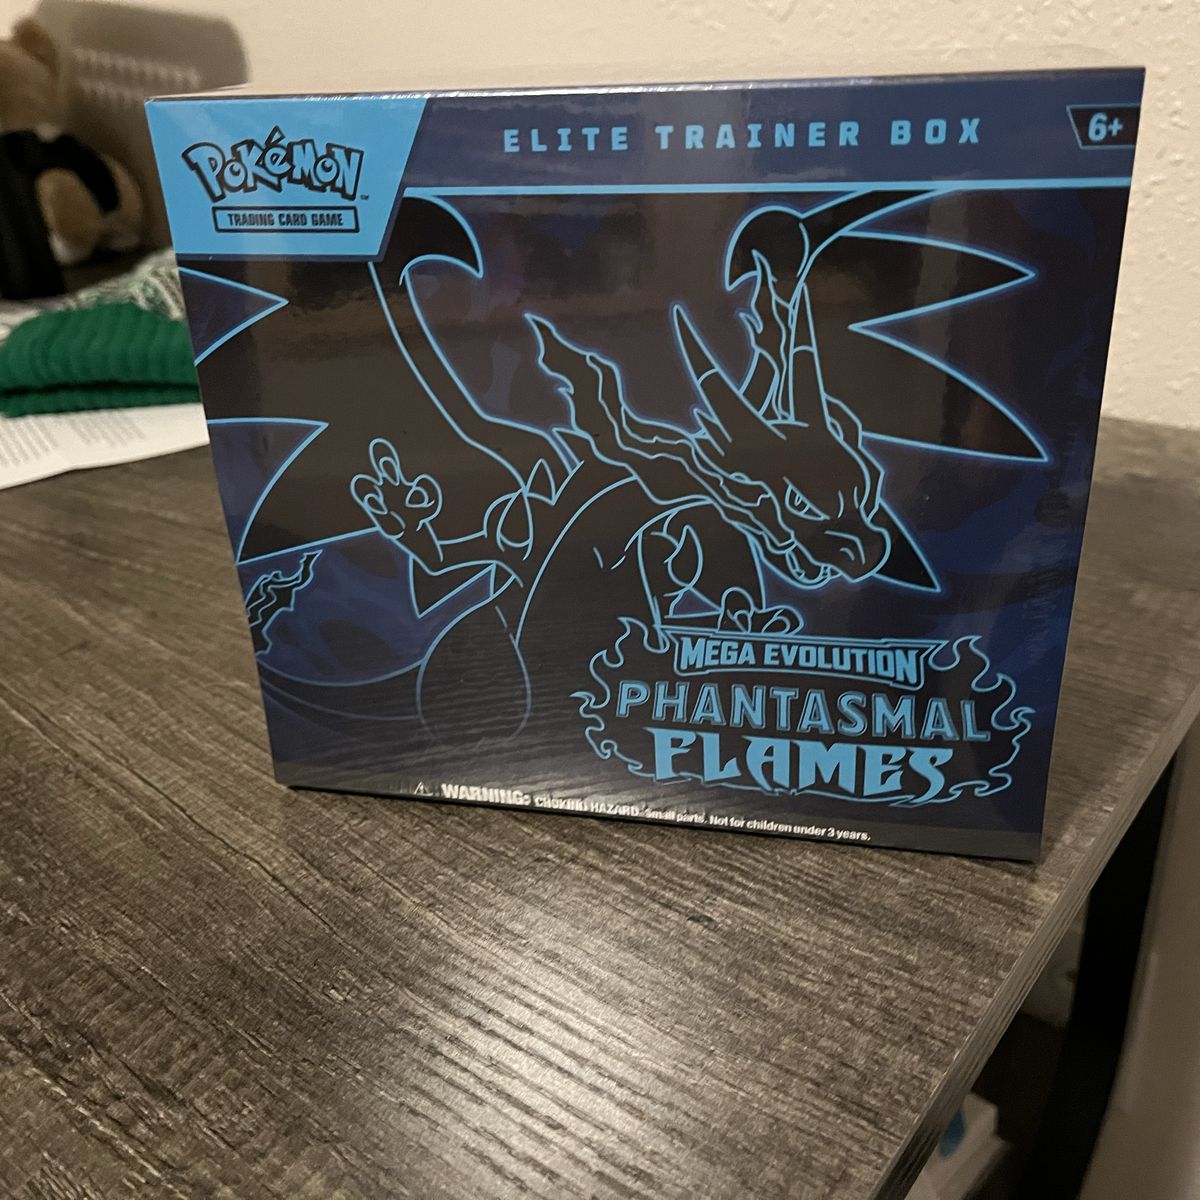 POKéMON
TRADING CARD GAME
ELITE TRAINER BOX
6+
MEGA EVOLUTION
PHANTASMAL
FLAMES
WARNING: CHOKING HAZARD-Small parts. Not for children under 3 years.